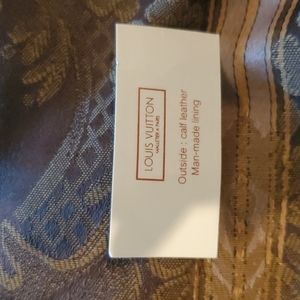 LOUIS VUITTON
MALLETIER A PARIS
Outside : calf leather
Man-made lining